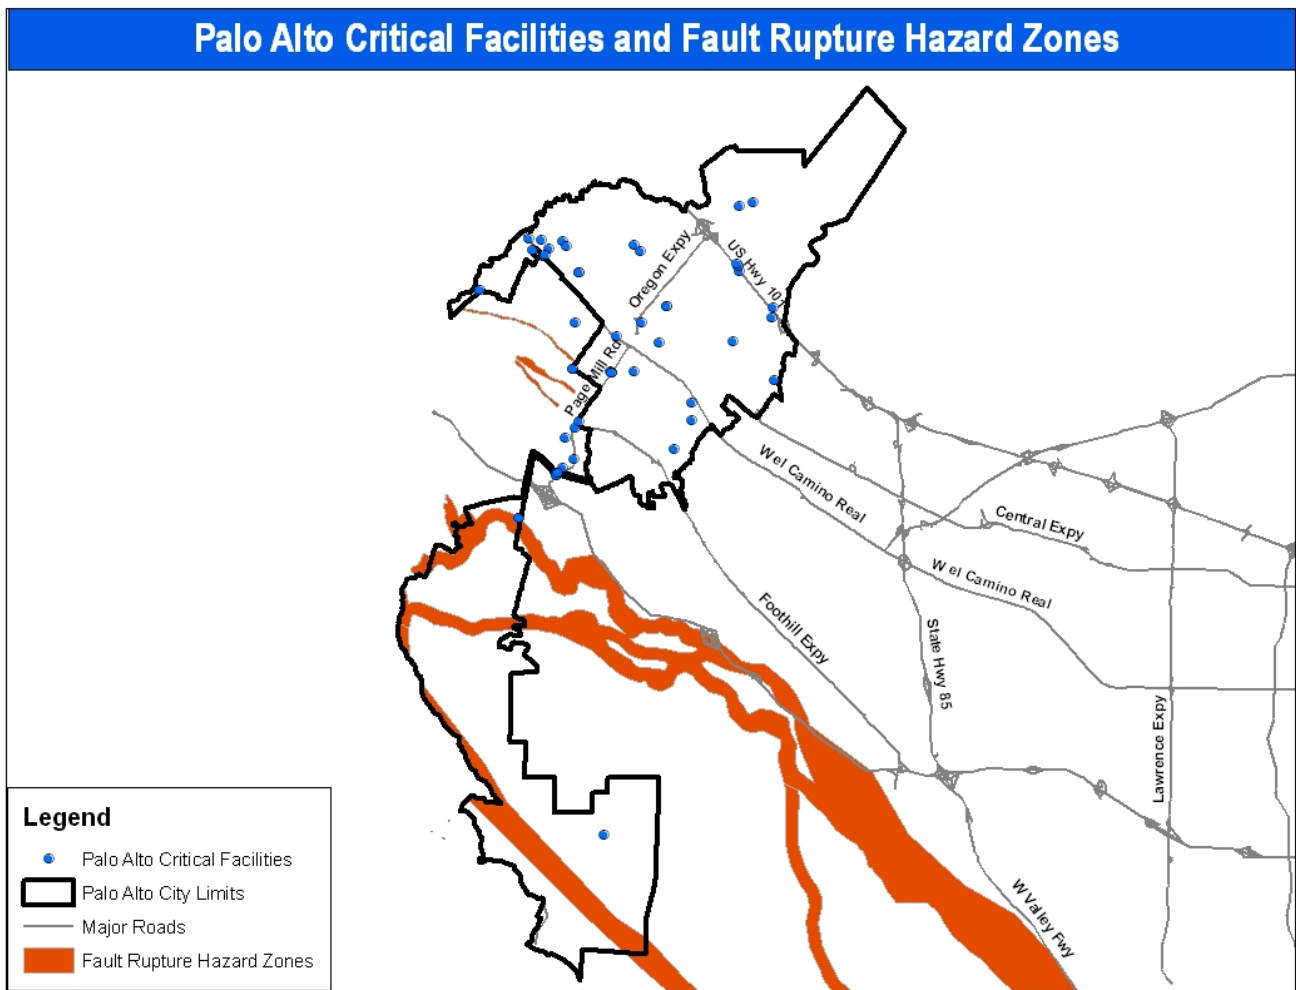 Palo Alto Critical Facilities and Fault Rupture Hazard Zones
Oregon Expy
US Hwy 101
Page Mill Rd
W el Camino Real
Central Expy
W el Camino Real
Foothill Expy
State Hwy 85
Lawrence Expy
W Valley Fwy
Legend
Palo Alto Critical Facilities
Palo Alto City Limits
Major Roads
Fault Rupture Hazard Zones